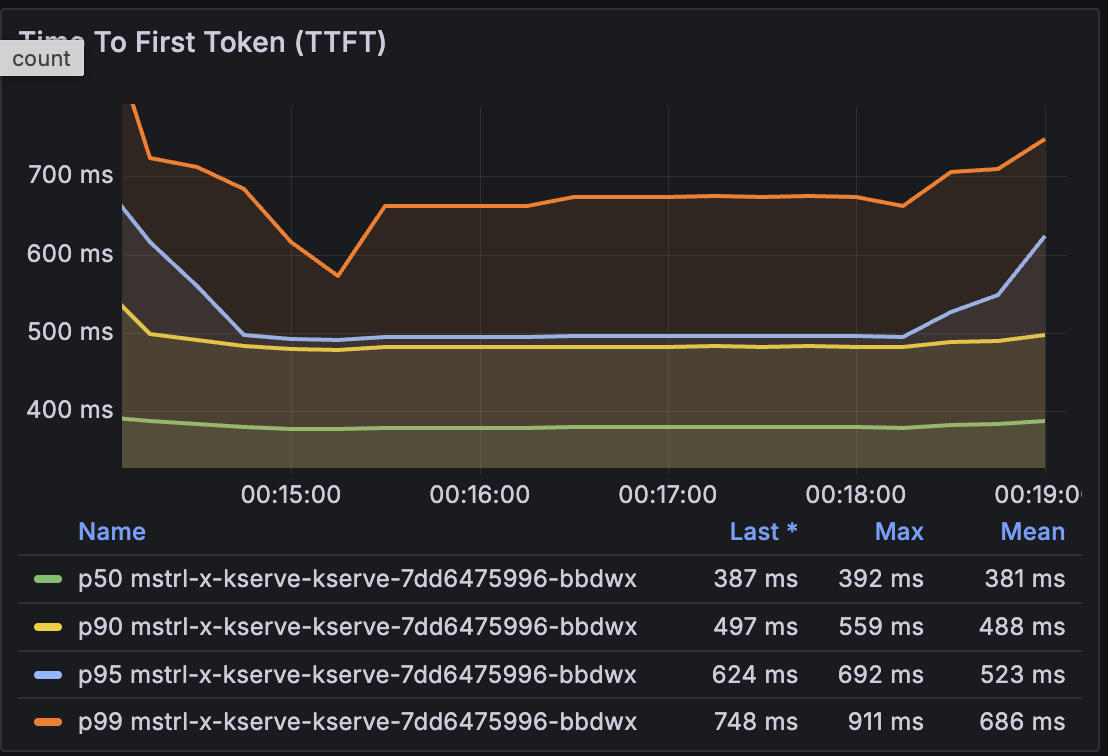 Time To First Token (TTFT)
count
700 ms
600 ms
500 ms
400 ms
00:15:00 00:16:00 00:17:00 00:18:00 00:19:0
Name Last * Max Mean
p50 mstrl-x-kserve-kserve-7dd6475996-bbdwx 387 ms 392 ms 381 ms
p90 mstrl-x-kserve-kserve-7dd6475996-bbdwx 497 ms 559 ms 488 ms
p95 mstrl-x-kserve-kserve-7dd6475996-bbdwx 624 ms 692 ms 523 ms
p99 mstrl-x-kserve-kserve-7dd6475996-bbdwx 748 ms 911 ms 686 ms